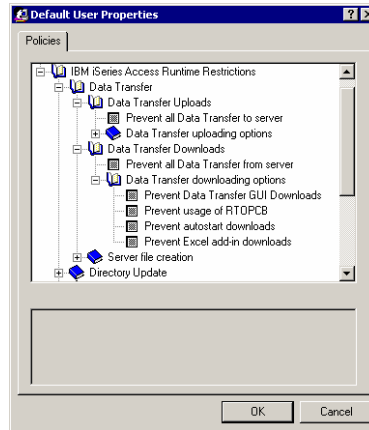 Default User Properties
Policies
IBM iSeries Access Runtime Restrictions
Data Transfer
Data Transfer Uploads
Prevent all Data Transfer to server
Data Transfer uploading options
Data Transfer Downloads
Prevent all Data Transfer from server
Data Transfer downloading options
Prevent Data Transfer GUI Downloads
Prevent usage of RTOPCB
Prevent autostart downloads
Prevent Excel add-in downloads
Server file creation
Directory Update
OK Cancel